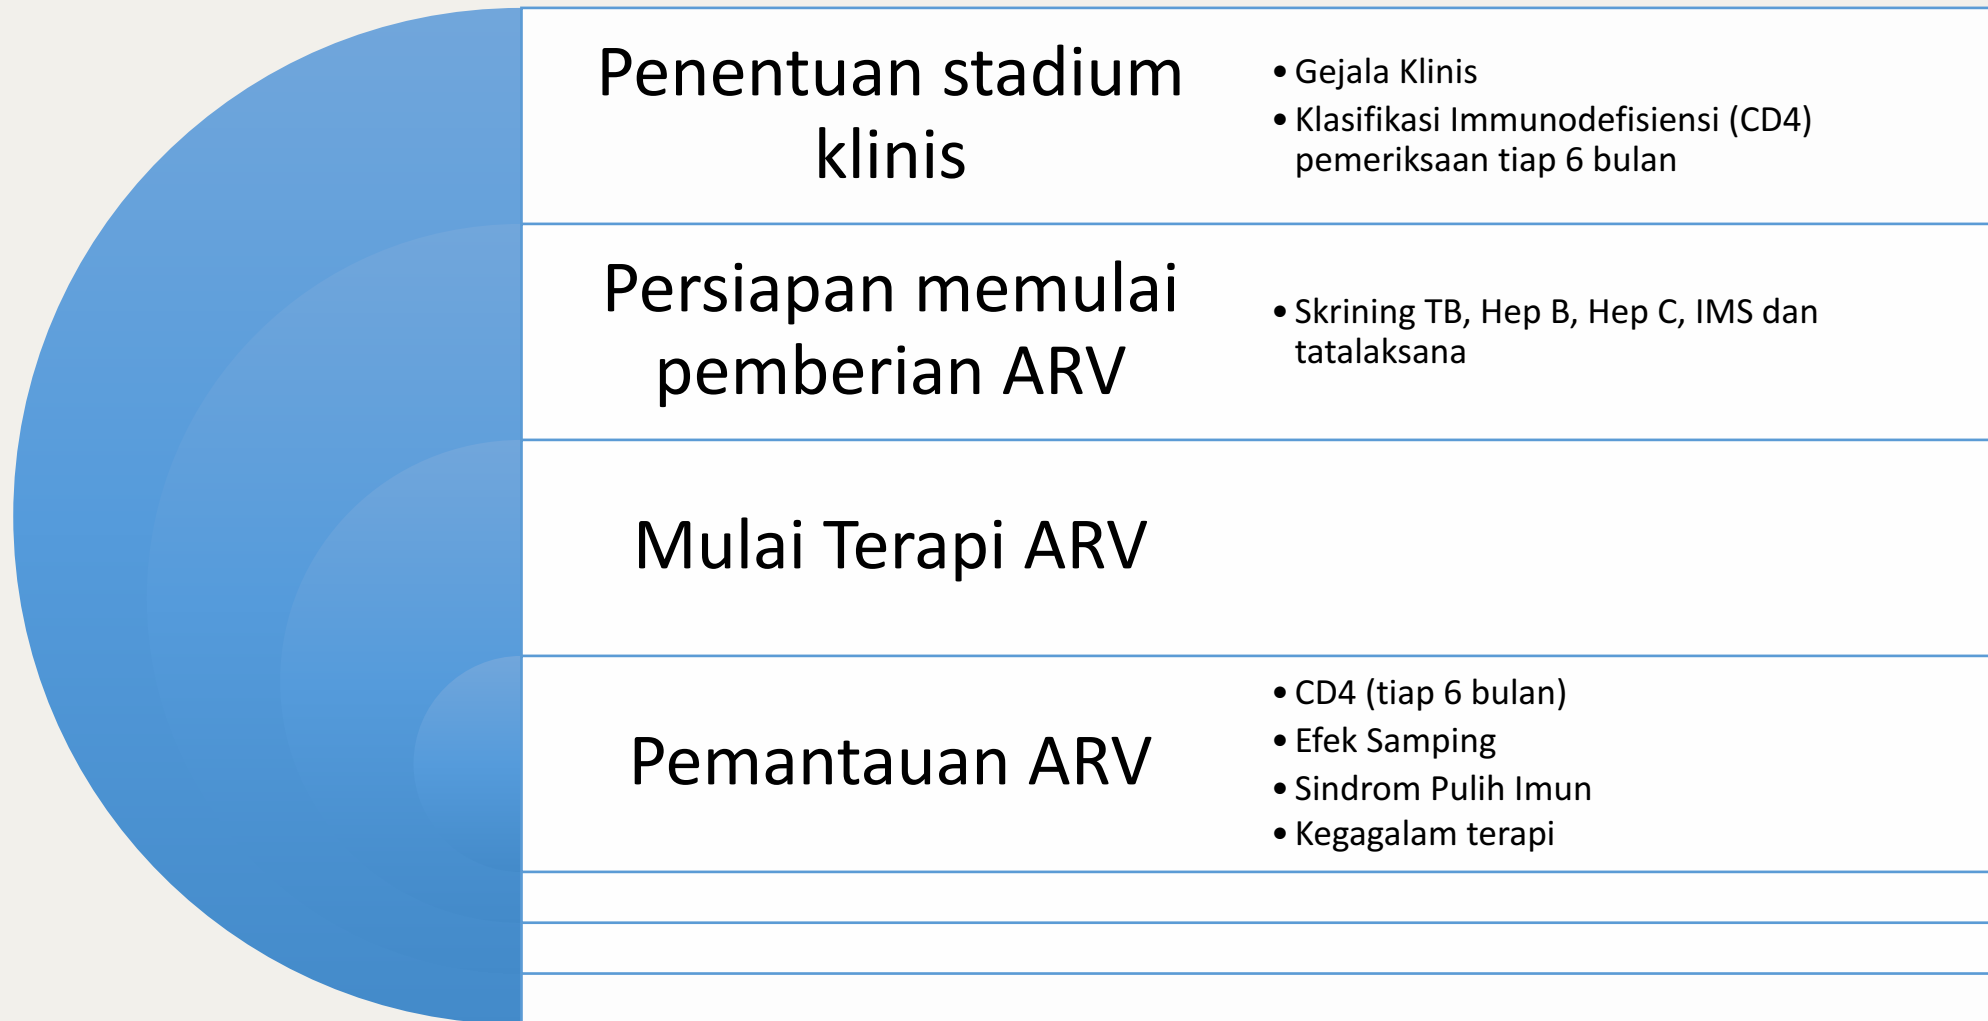 Penentuan stadium
klinis
• Gejala Klinis
• Klasifikasi Immunodefisiensi (CD4)
pemeriksaan tiap 6 bulan
Persiapan memulai
pemberian ARV
• Skrining TB, Hep B, Hep C, IMS dan
tatalaksana
Mulai Terapi ARV
Pemantauan ARV
• CD4 (tiap 6 bulan)
• Efek Samping
• Sindrom Pulih Imun
• Kegagalam terapi